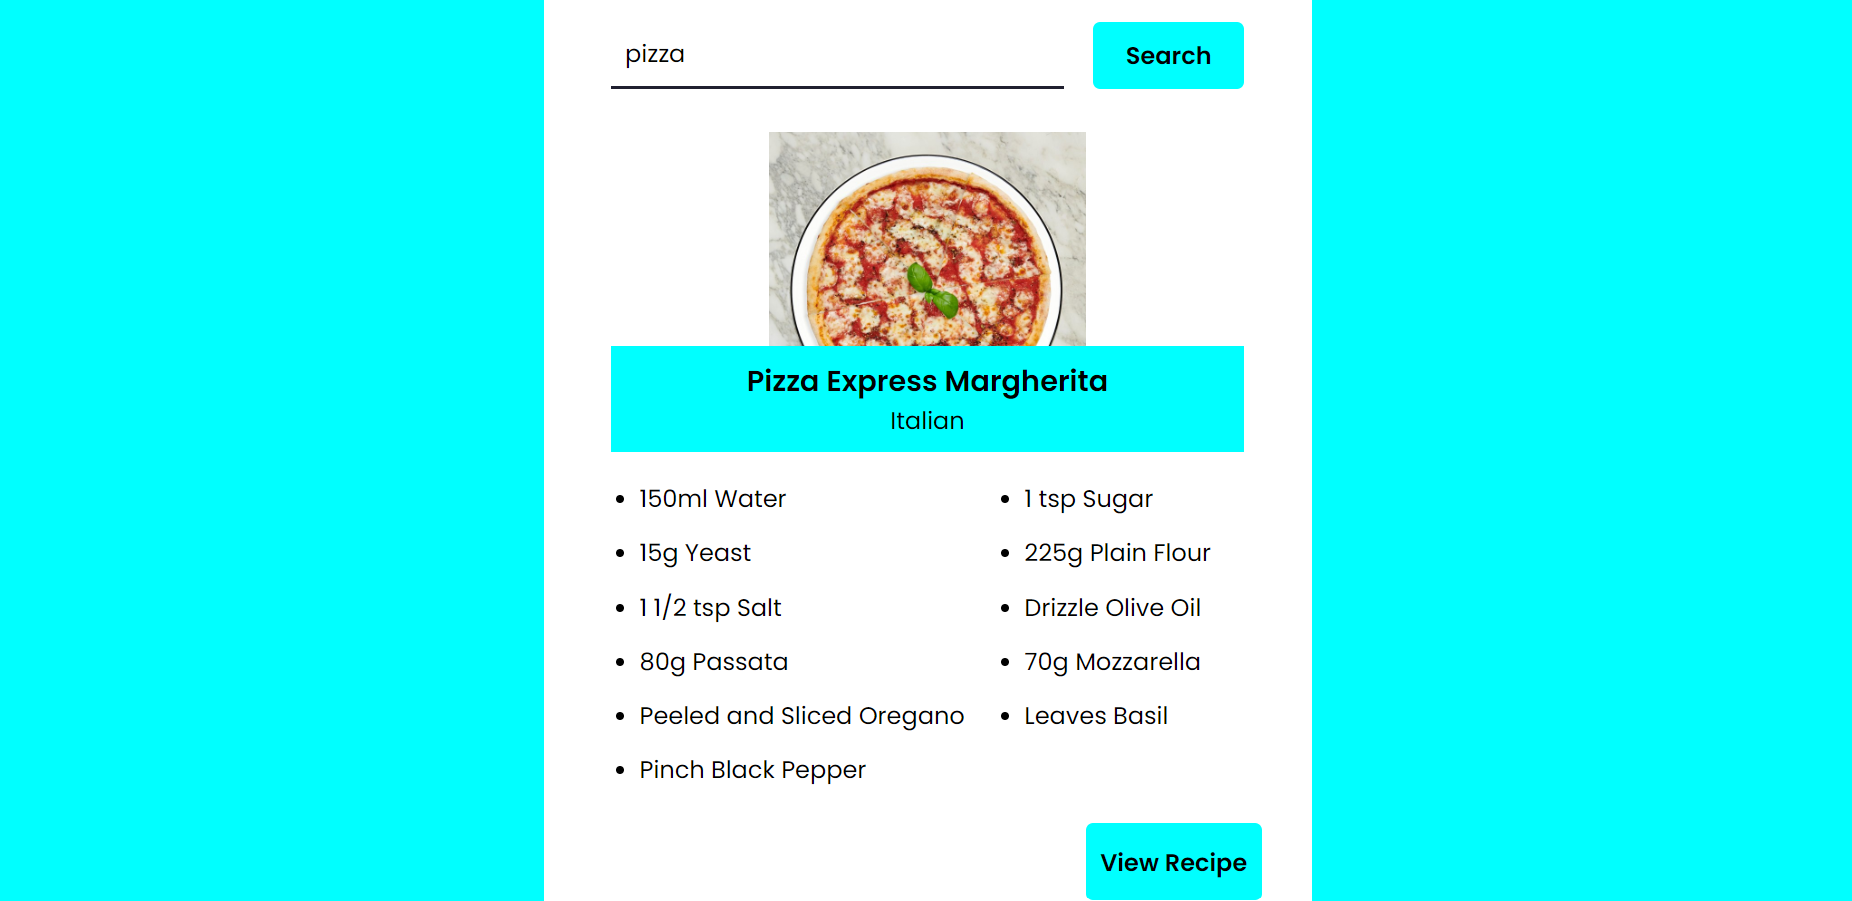 pizza
Search
Pizza Express Margherita
Italian
150ml Water
1 tsp Sugar
15g Yeast
225g Plain Flour
1 1/2 tsp Salt
Drizzle Olive Oil
80g Passata
70g Mozzarella
Peeled and Sliced Oregano
Leaves Basil
Pinch Black Pepper
View Recipe